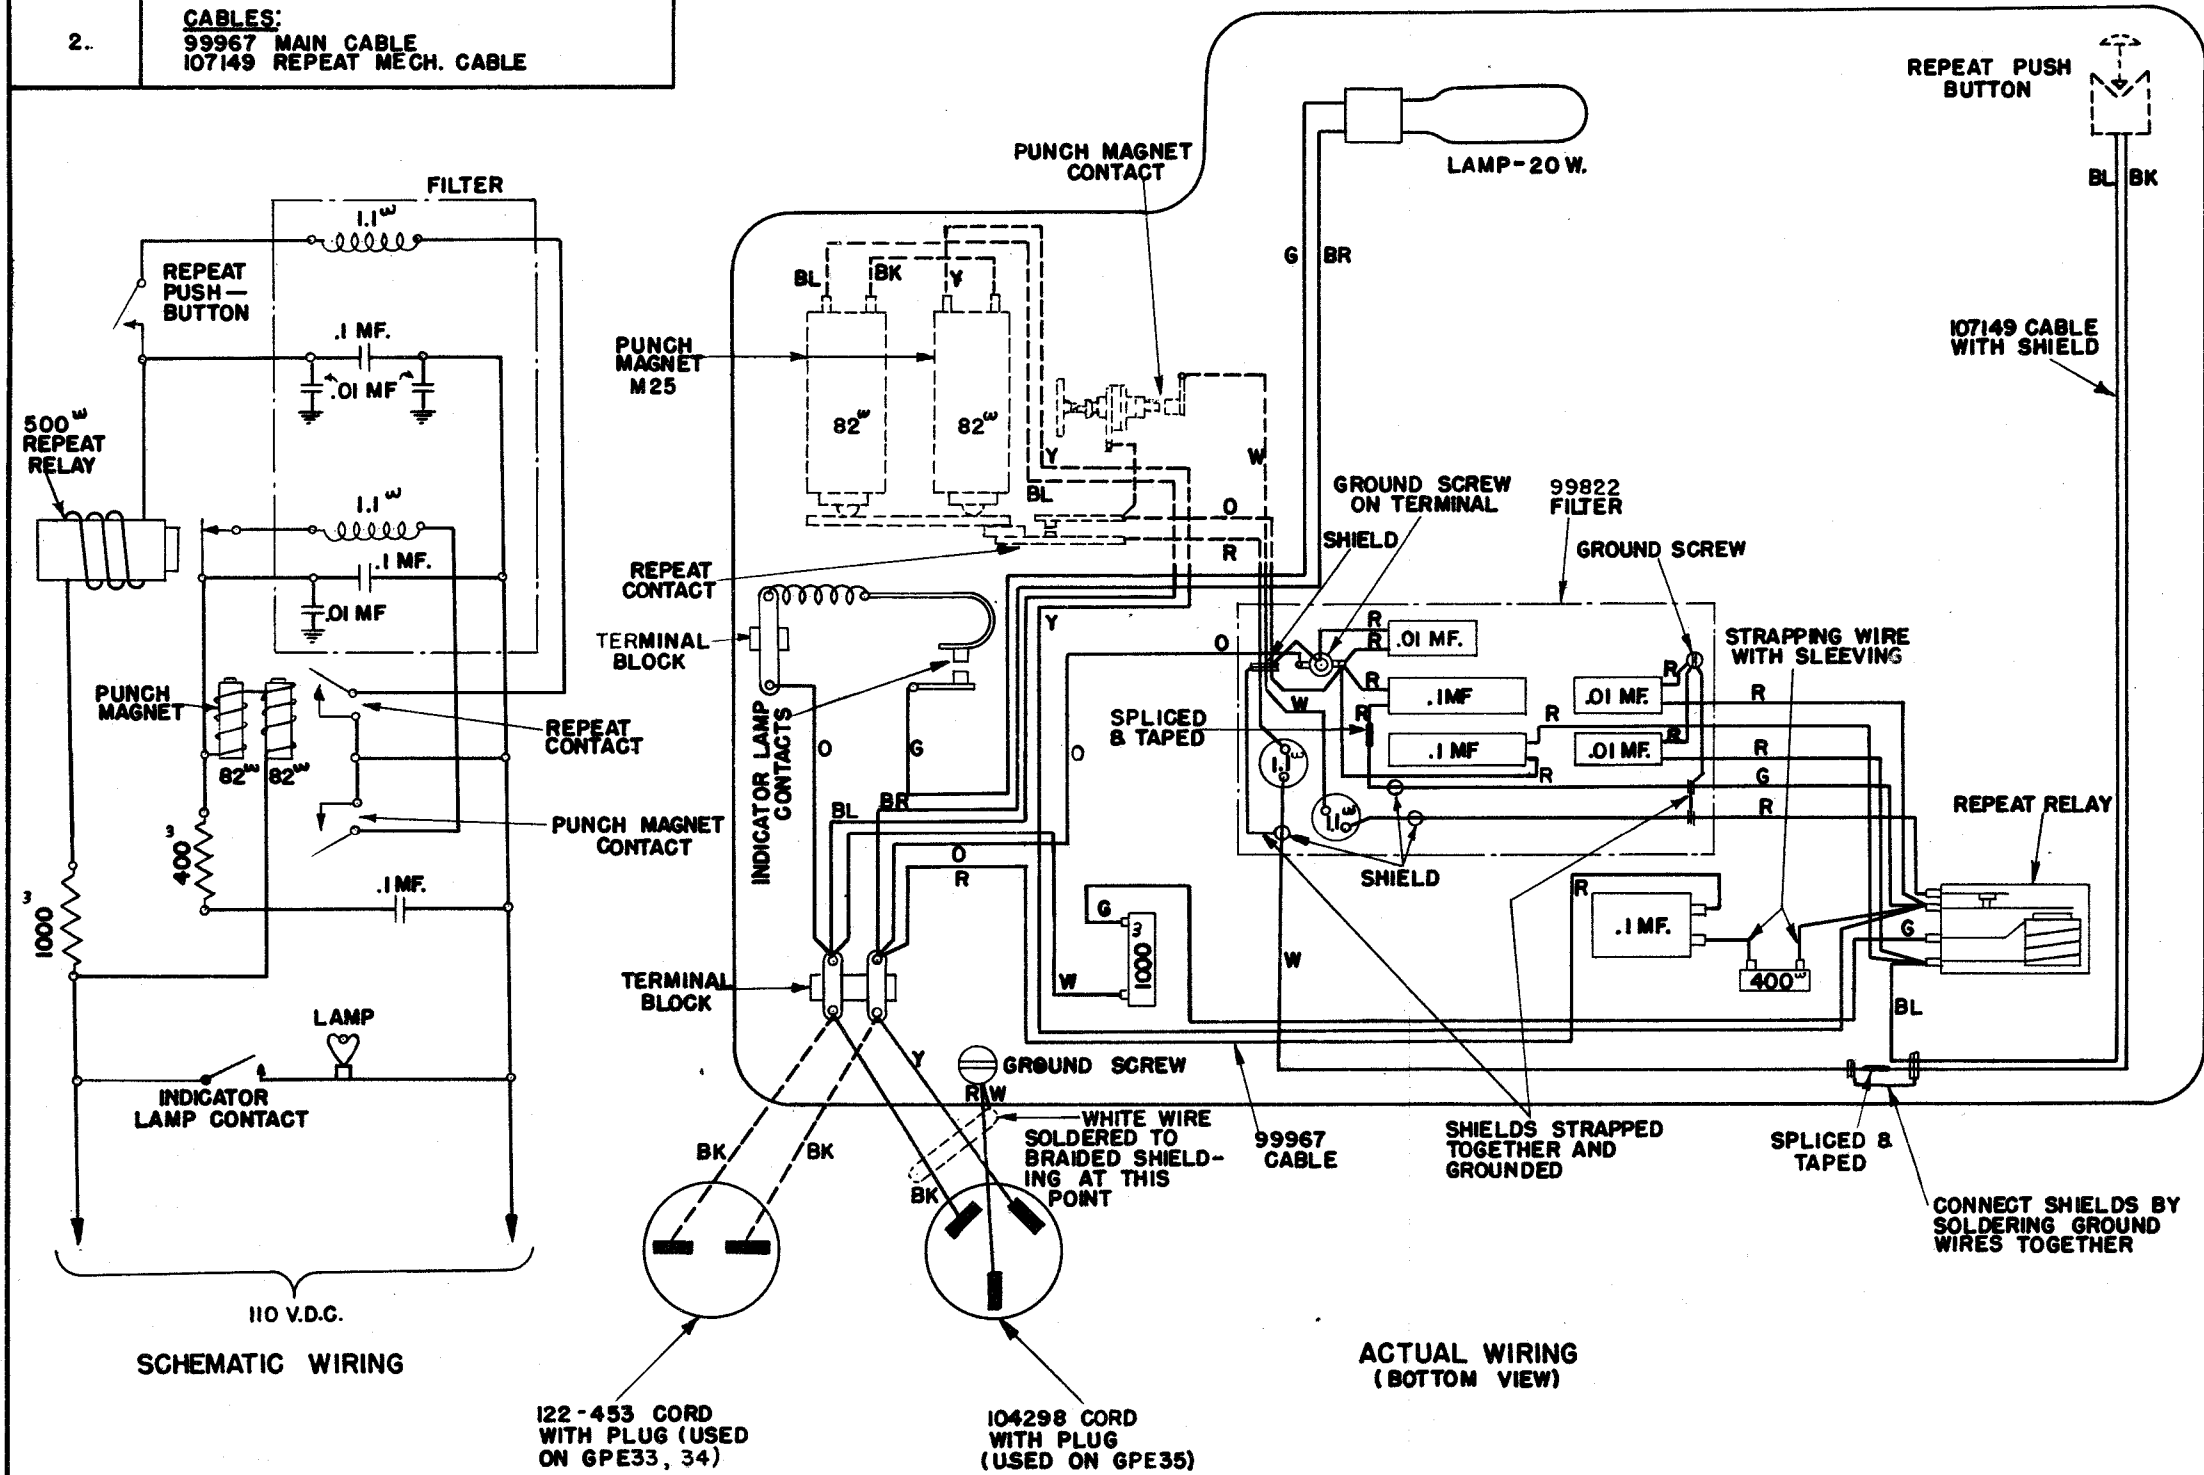 2.
CABLES:
99967 MAIN CABLE
107149 REPEAT MECH. CABLE
FILTER
1.1ω
REPEAT
PUSH—
BUTTON
.1 MF.
.01 MF
500ω
REPEAT
RELAY
1.1ω
.1 MF.
.01 MF
PUNCH
MAGNET
82ω 82ω
REPEAT
CONTACT
PUNCH MAGNET
CONTACT
400ω
.1 MF.
1000ω
LAMP
INDICATOR
LAMP CONTACT
110 V.D.C.
SCHEMATIC WIRING
PUNCH MAGNET
CONTACT
LAMP-20 W.
REPEAT PUSH
BUTTON
BL BK
G BR
BL
BK
Y
PUNCH
MAGNET
M25
82ω
82ω
107149 CABLE
WITH SHIELD
Y
W
BL
O
R
GROUND SCREW
ON TERMINAL
99822
FILTER
SHIELD
GROUND SCREW
REPEAT
CONTACT
TERMINAL
BLOCK
Y
O
R
R
.01 MF.
STRAPPING WIRE
WITH SLEEVING
R
R
.1MF
.01 MF.
R
W
R
R
SPLICED
& TAPED
.1 MF
R
.01 MF.
R
R
G
1.1ω
1.1ω
R
INDICATOR LAMP
CONTACTS
O
G
O
BL
BR
REPEAT RELAY
O
R
SHIELD
R
.1 MF.
G
G
1000ω
W
W
400ω
BL
TERMINAL
BLOCK
Y
GROUND SCREW
R W
WHITE WIRE
SOLDERED TO
BRAIDED SHIELD-
ING AT THIS
POINT
99967
CABLE
SHIELDS STRAPPED
TOGETHER AND
GROUNDED
SPLICED &
TAPED
BK
BK
BK
CONNECT SHIELDS BY
SOLDERING GROUND
WIRES TOGETHER
ACTUAL WIRING
(BOTTOM VIEW)
122-453 CORD
WITH PLUG (USED
ON GPE33, 34)
104298 CORD
WITH PLUG
(USED ON GPE35)